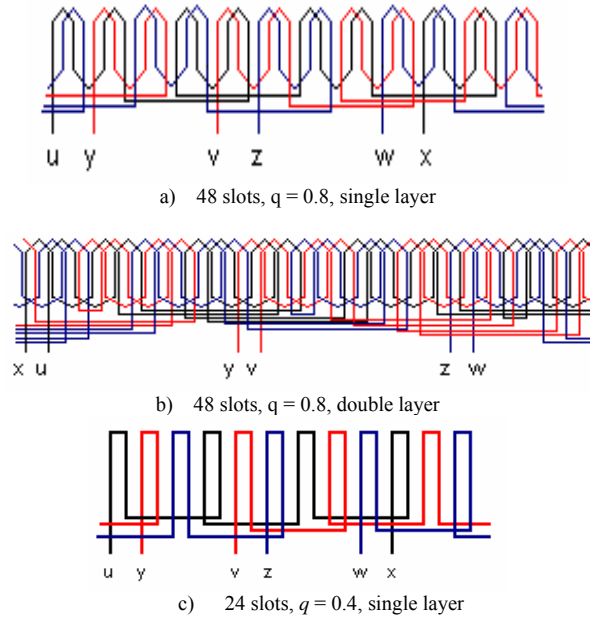 u y v z w x
a) 48 slots, q = 0.8, single layer
x u y v z w
b) 48 slots, q = 0.8, double layer
u y v z w x
c) 24 slots, q = 0.4, single layer